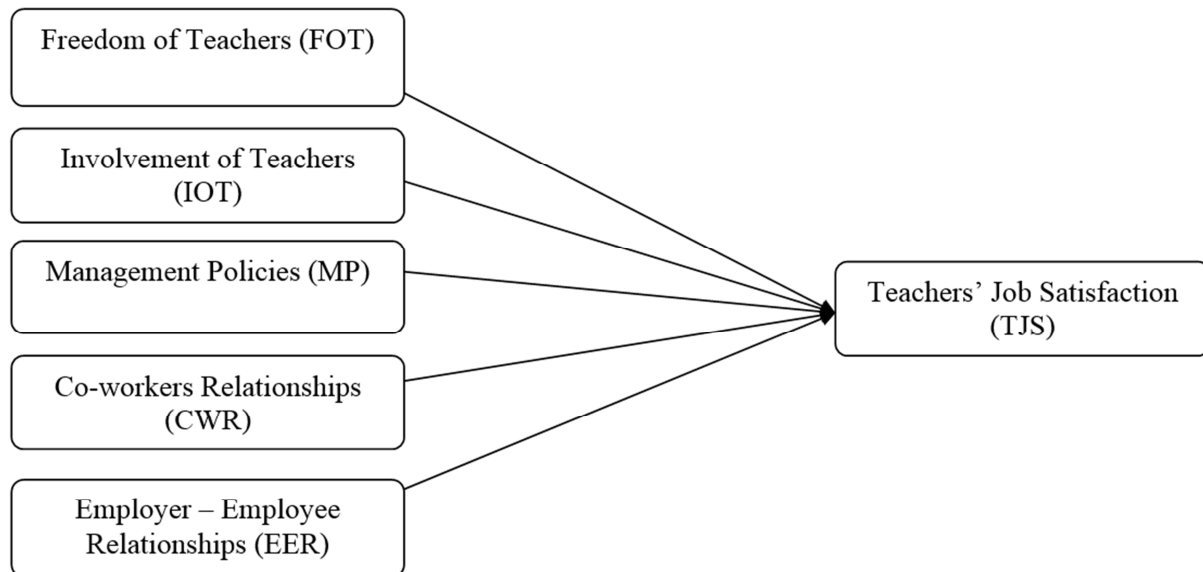 Freedom of Teachers (FOT)
Involvement of Teachers
(IOT)
Management Policies (MP)
Co-workers Relationships
(CWR)
Employer – Employee
Relationships (EER)
Teachers’ Job Satisfaction
(TJS)